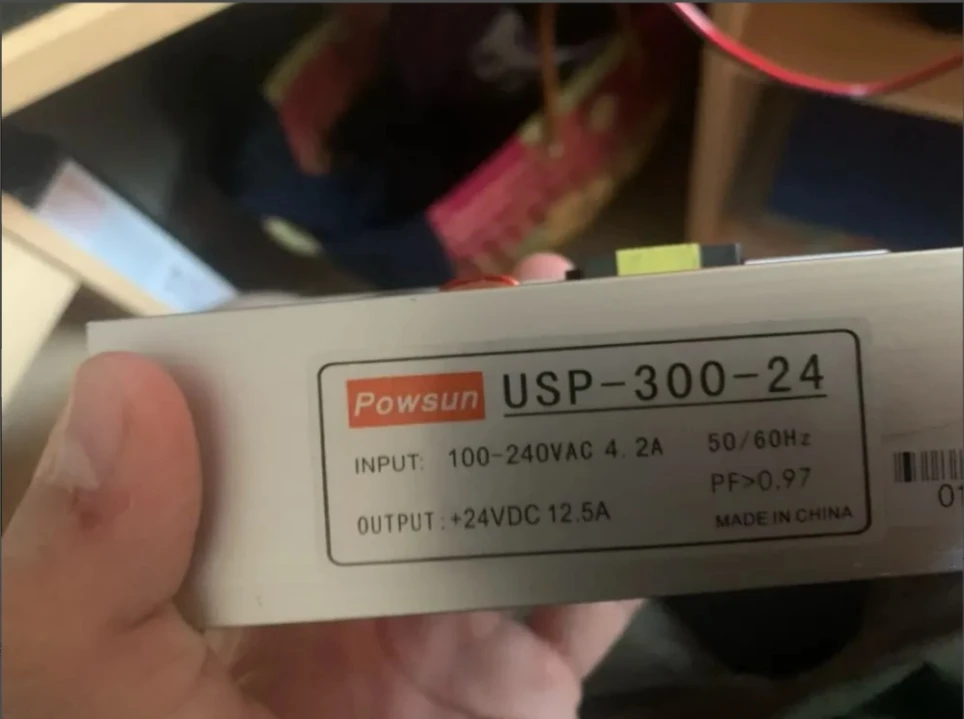 Powsun USP-300-24
INPUT: 100-240VAC 4.2A 50/60Hz
PF>0.97
OUTPUT:+24VDC 12.5A
MADE IN CHINA
01